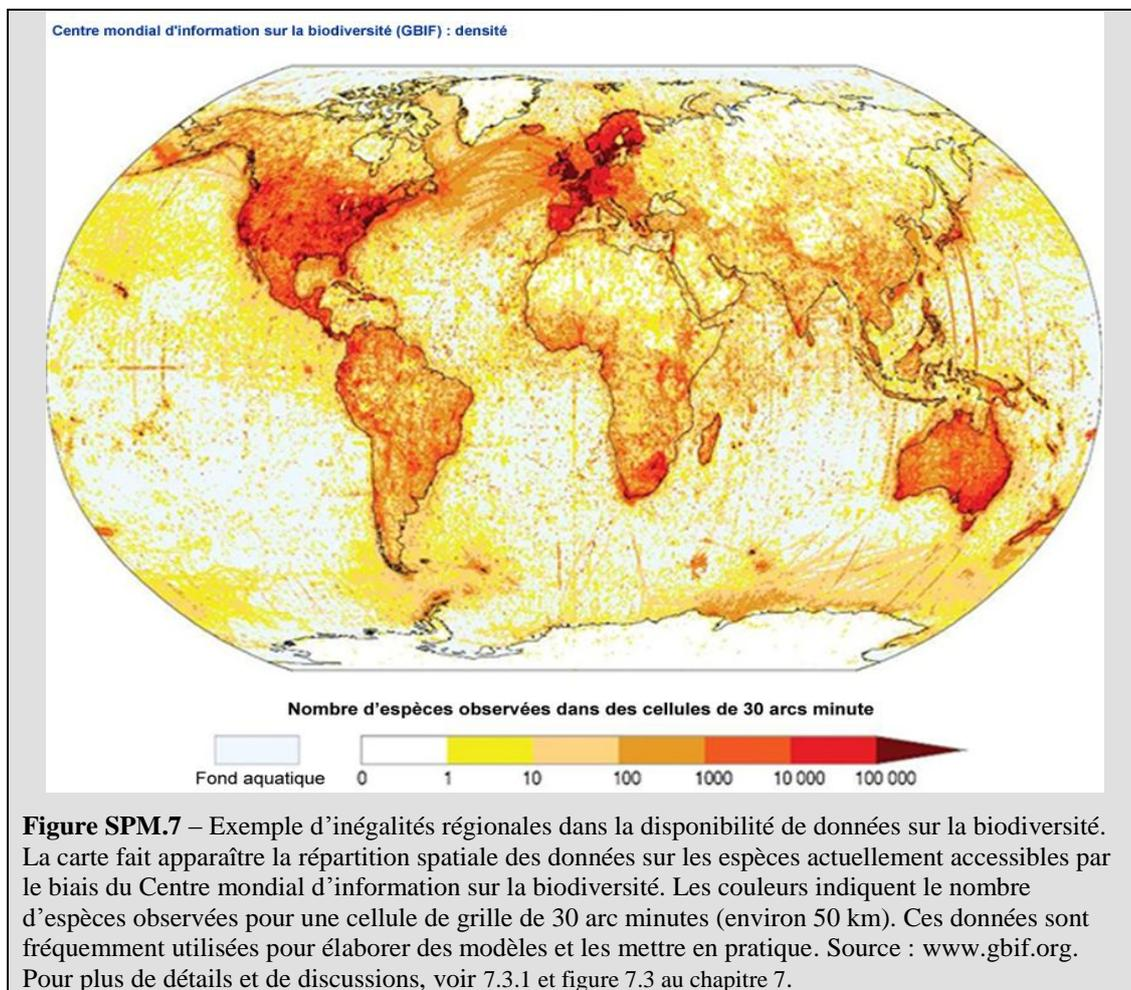 Centre mondial d'information sur la biodiversité (GBIF) : densité
Nombre d'espèces observées dans des cellules de 30 arcs minute
Fond aquatique
0 1 10 100 1000 10 000 100 000
Figure SPM.7 – Exemple d'inégalités régionales dans la disponibilité de données sur la biodiversité.
La carte fait apparaître la répartition spatiale des données sur les espèces actuellement accessibles par
le biais du Centre mondial d'information sur la biodiversité. Les couleurs indiquent le nombre
d'espèces observées pour une cellule de grille de 30 arc minutes (environ 50 km). Ces données sont
fréquemment utilisées pour élaborer des modèles et les mettre en pratique. Source : www.gbif.org.
Pour plus de détails et de discussions, voir 7.3.1 et figure 7.3 au chapitre 7.